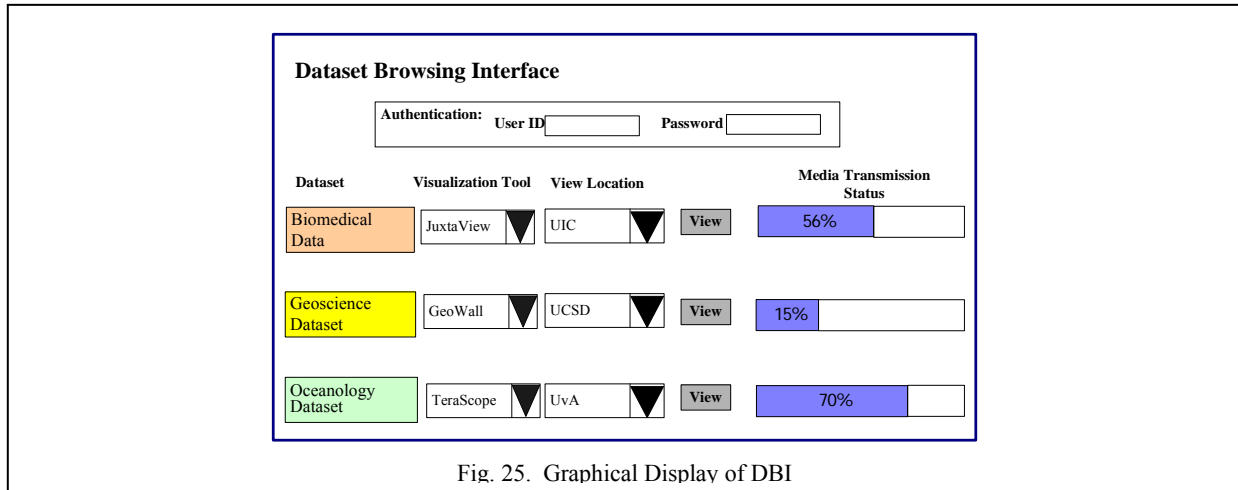 Dataset Browsing Interface
Authentication: User ID Password
Dataset Visualization Tool View Location Media Transmission
Status
Biomedical
Data
JuxtaView UIC View 56%
Geoscience
Dataset
GeoWall UCSD View 15%
Oceanology
Dataset
TeraScope UvA View 70%
Fig. 25. Graphical Display of DBI